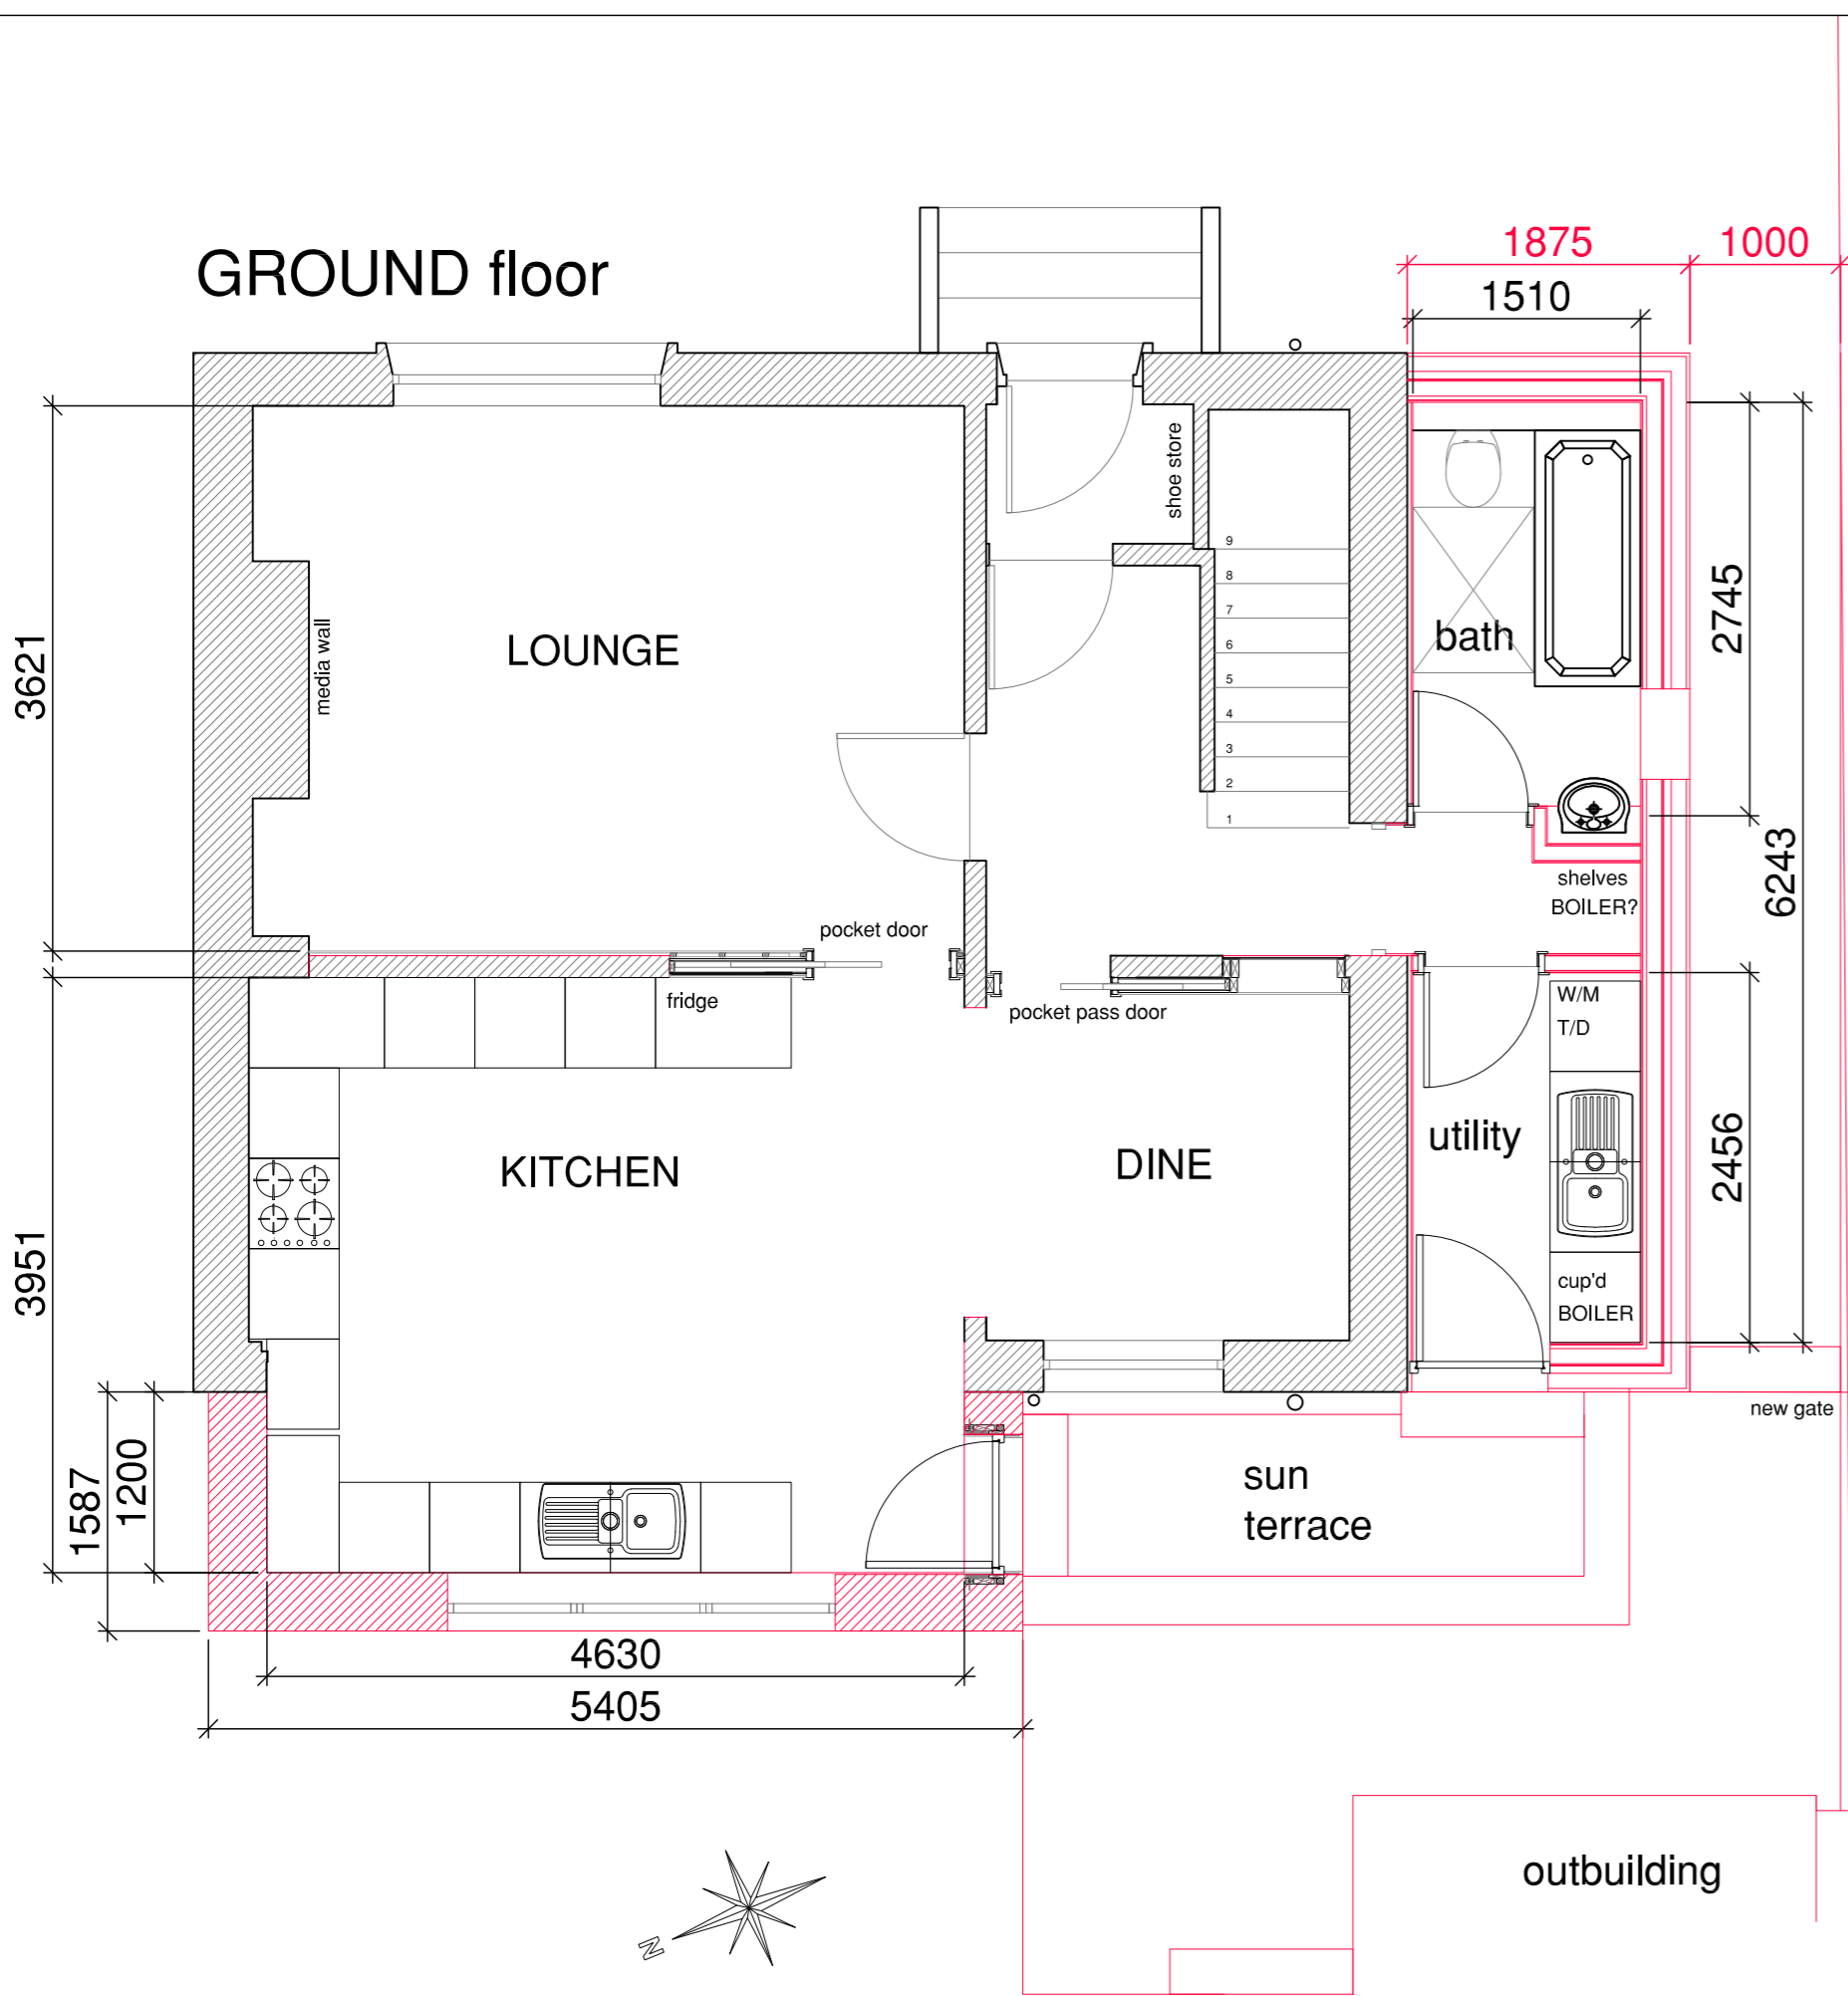 GROUND floor
1875
1000
1510
shoe store
9
8
7
6
5
4
3
2
1
LOUNGE
media wall
3621
bath
2745
6243
shelves
BOILER?
pocket door
fridge
pocket pass door
W/M
T/D
KITCHEN
DINE
utility
2456
3951
cup'd
BOILER
new gate
1587
1200
sun
terrace
4630
5405
outbuilding
N